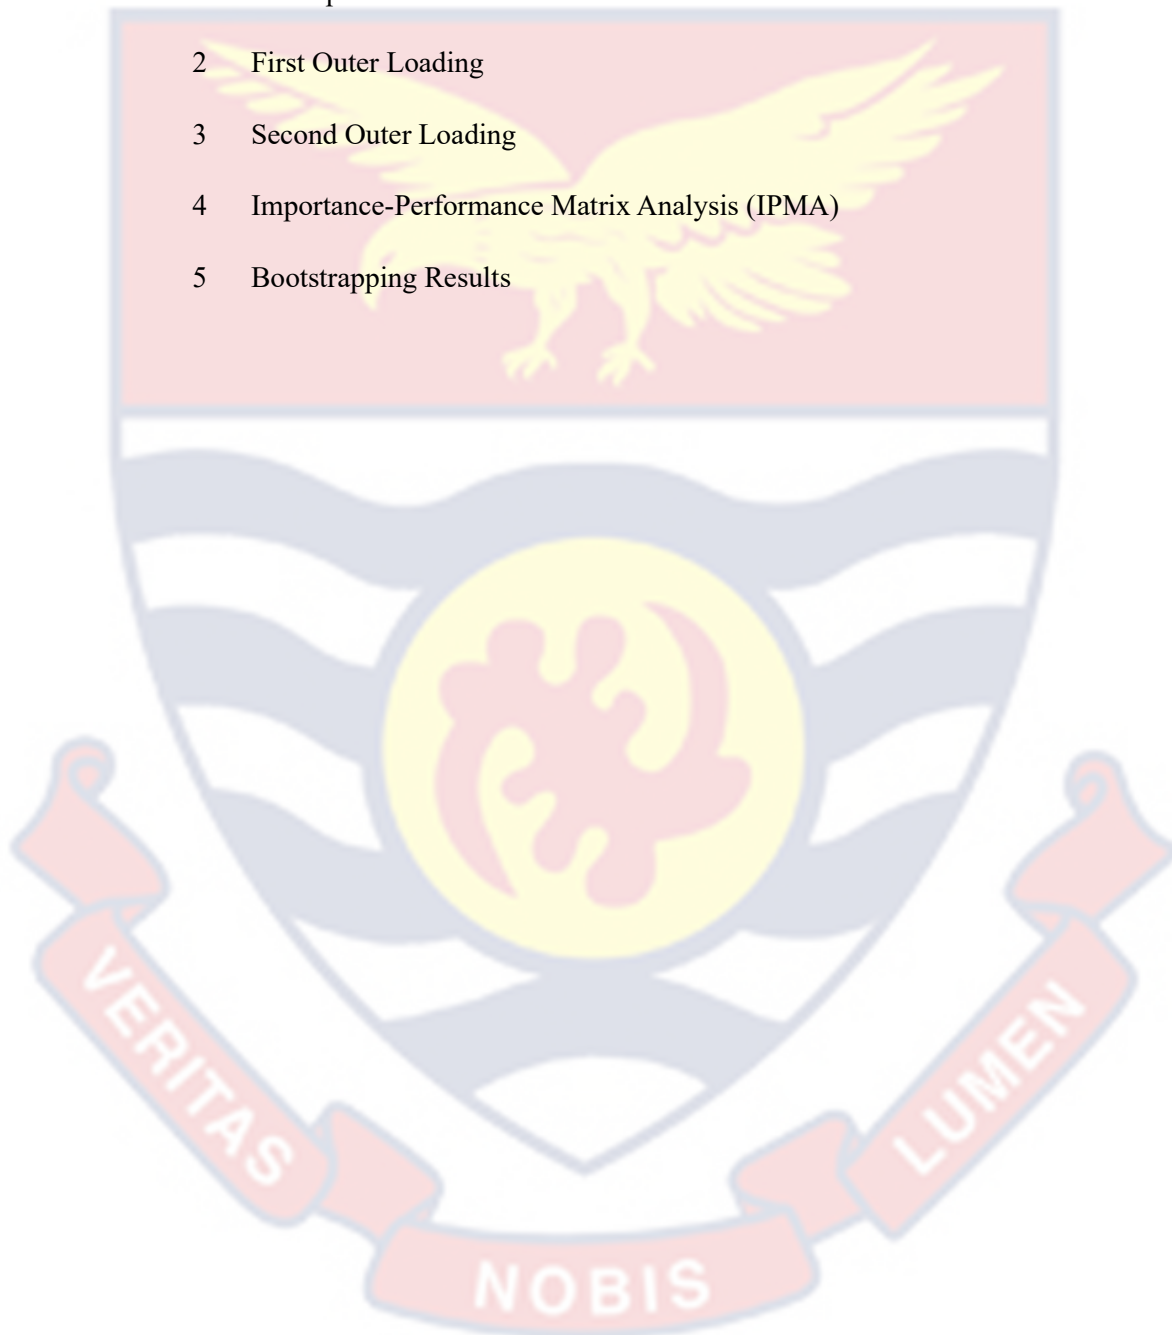 2 First Outer Loading
3 Second Outer Loading
4 Importance-Performance Matrix Analysis (IPMA)
5 Bootstrapping Results
VERITAS
NOBIS
LUMEN